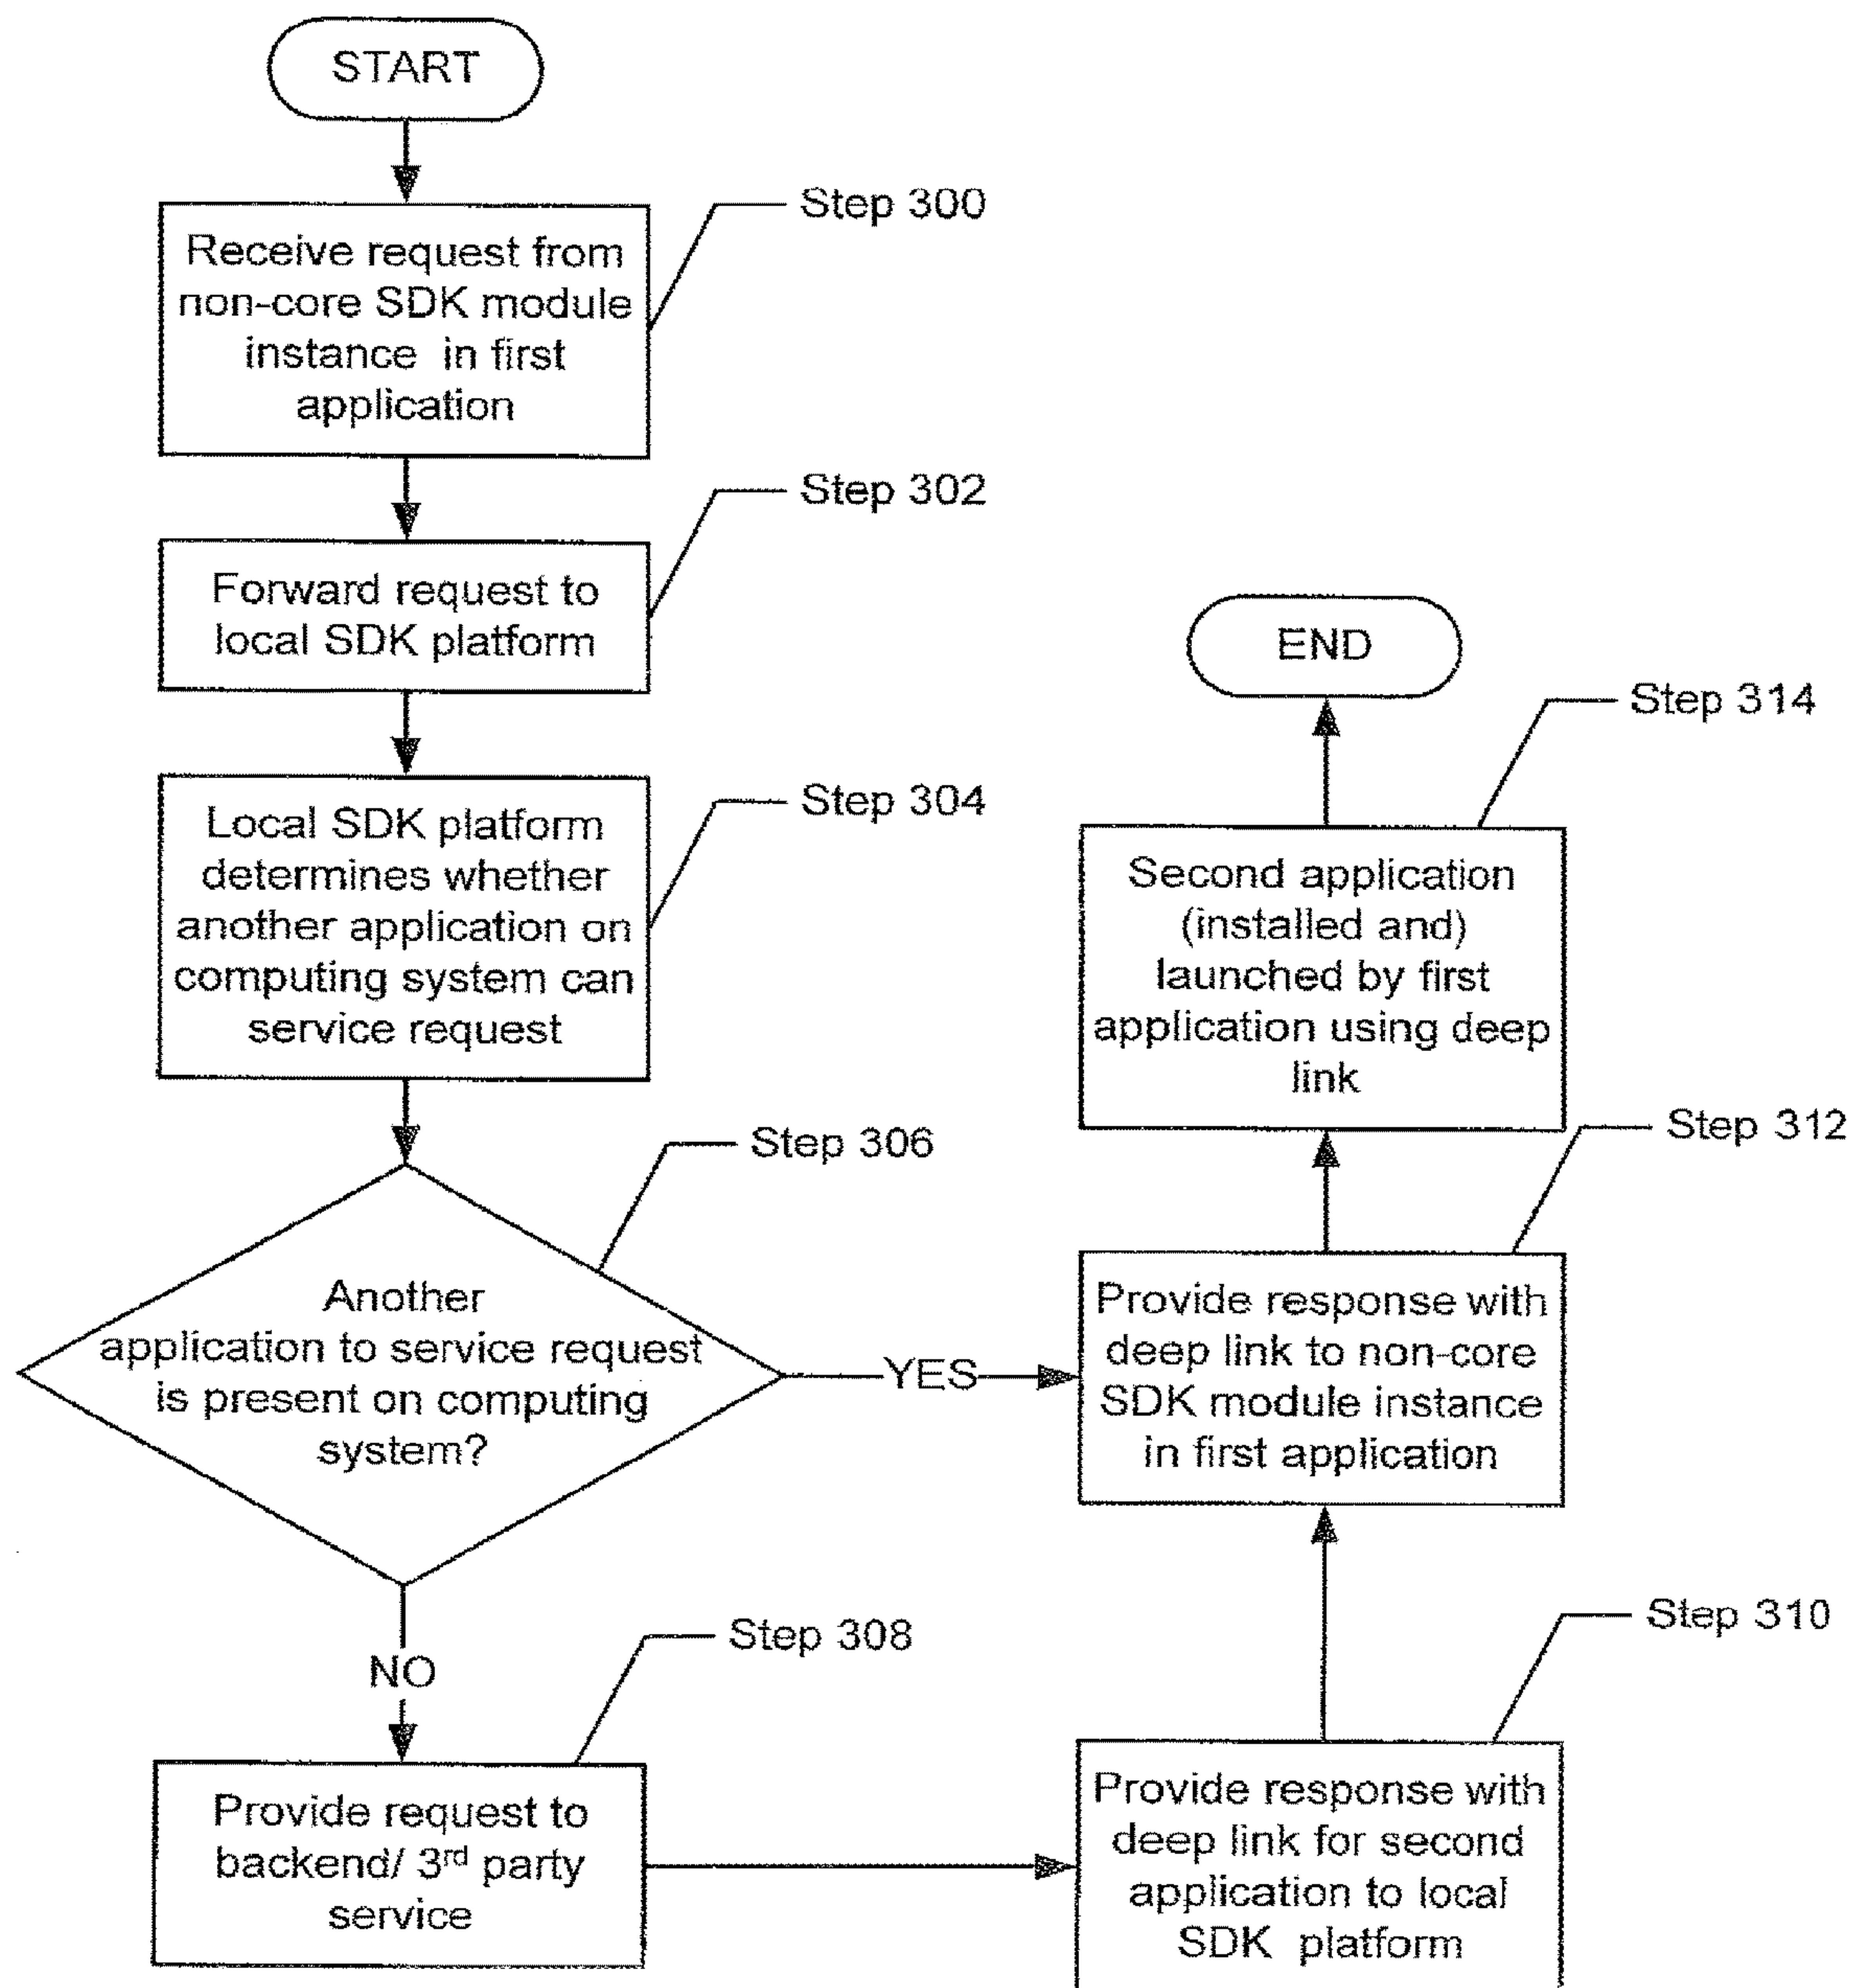 START
Step 300
Receive request from
non-core SDK module
instance in first
application
Step 302
Forward request to
local SDK platform
Step 304
Local SDK platform
determines whether
another application on
computing system can
service request
Step 306
Another
application to service request
is present on computing
system?
YES
NO
Step 308
Provide request to
backend/ 3rd party
service
Step 310
Provide response with
deep link for second
application to local
SDK platform
Step 312
Provide response with
deep link to non-core
SDK module instance
in first application
Step 314
Second application
(installed and)
launched by first
application using deep
link
END